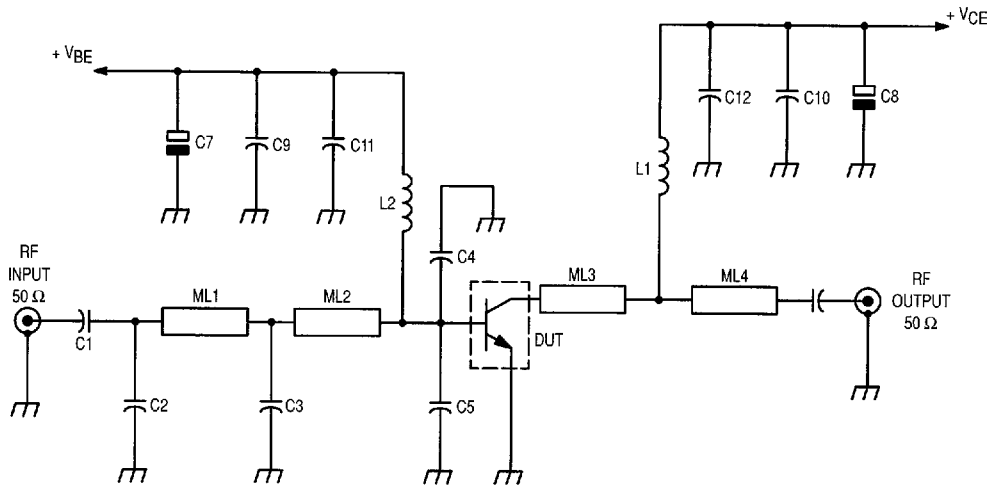 + VCE
+ VBE
C7
C9
C11
C12
C10
C8
L1
L2
C4
RF
INPUT
50 Ω
ML1
ML2
ML3
ML4
RF
OUTPUT
50 Ω
C1
DUT
C2
C3
C5